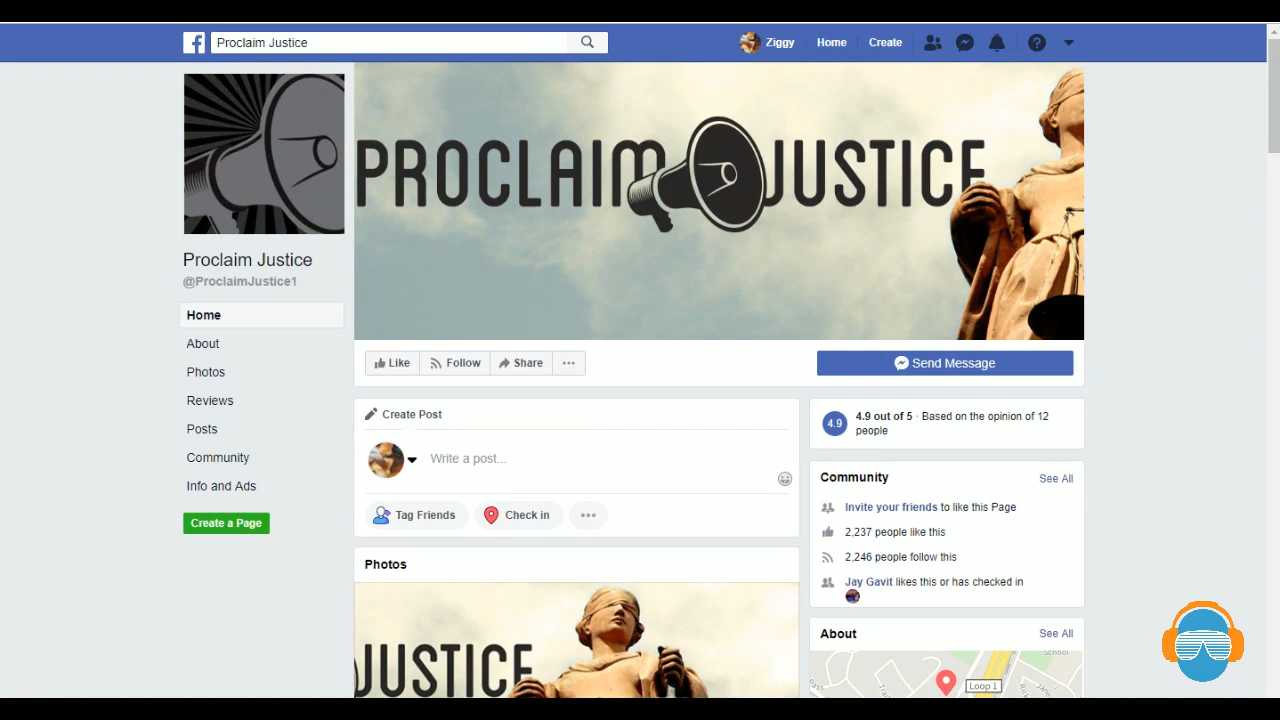 Proclaim Justice
Ziggy
Home
Create
PROCLAIM JUSTICE
Proclaim Justice
@ProclaimJustice1
Home
About
Photos
Reviews
Posts
Community
Info and Ads
Create a Page
Like
Follow
Share
Send Message
Create Post
Write a post...
Tag Friends
Check in
Photos
JUSTICE
4.9
4.9 out of 5 · Based on the opinion of 12
people
Community
See All
Invite your friends to like this Page
2,237 people like this
2,246 people follow this
Jay Gavit likes this or has checked in
About
See All
School
Loop 1